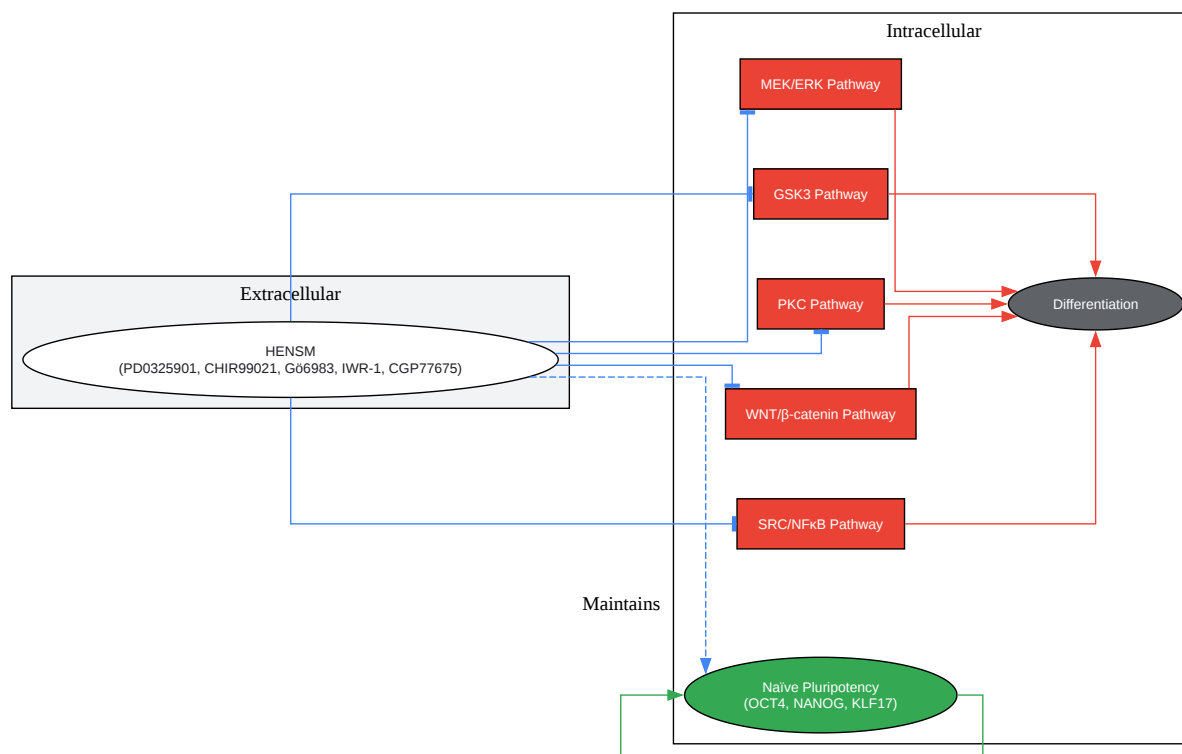 Intracellular
MEK/ERK Pathway
GSK3 Pathway
Extracellular
PKC Pathway
Differentiation
HENSM
(PD0325901, CHIR99021, Gö6983, IWR-1, CGP77675)
WNT/β-catenin Pathway
SRC/NFκB Pathway
Maintains
Naïve Pluripotency
(OCT4, NANOG, KLF17)